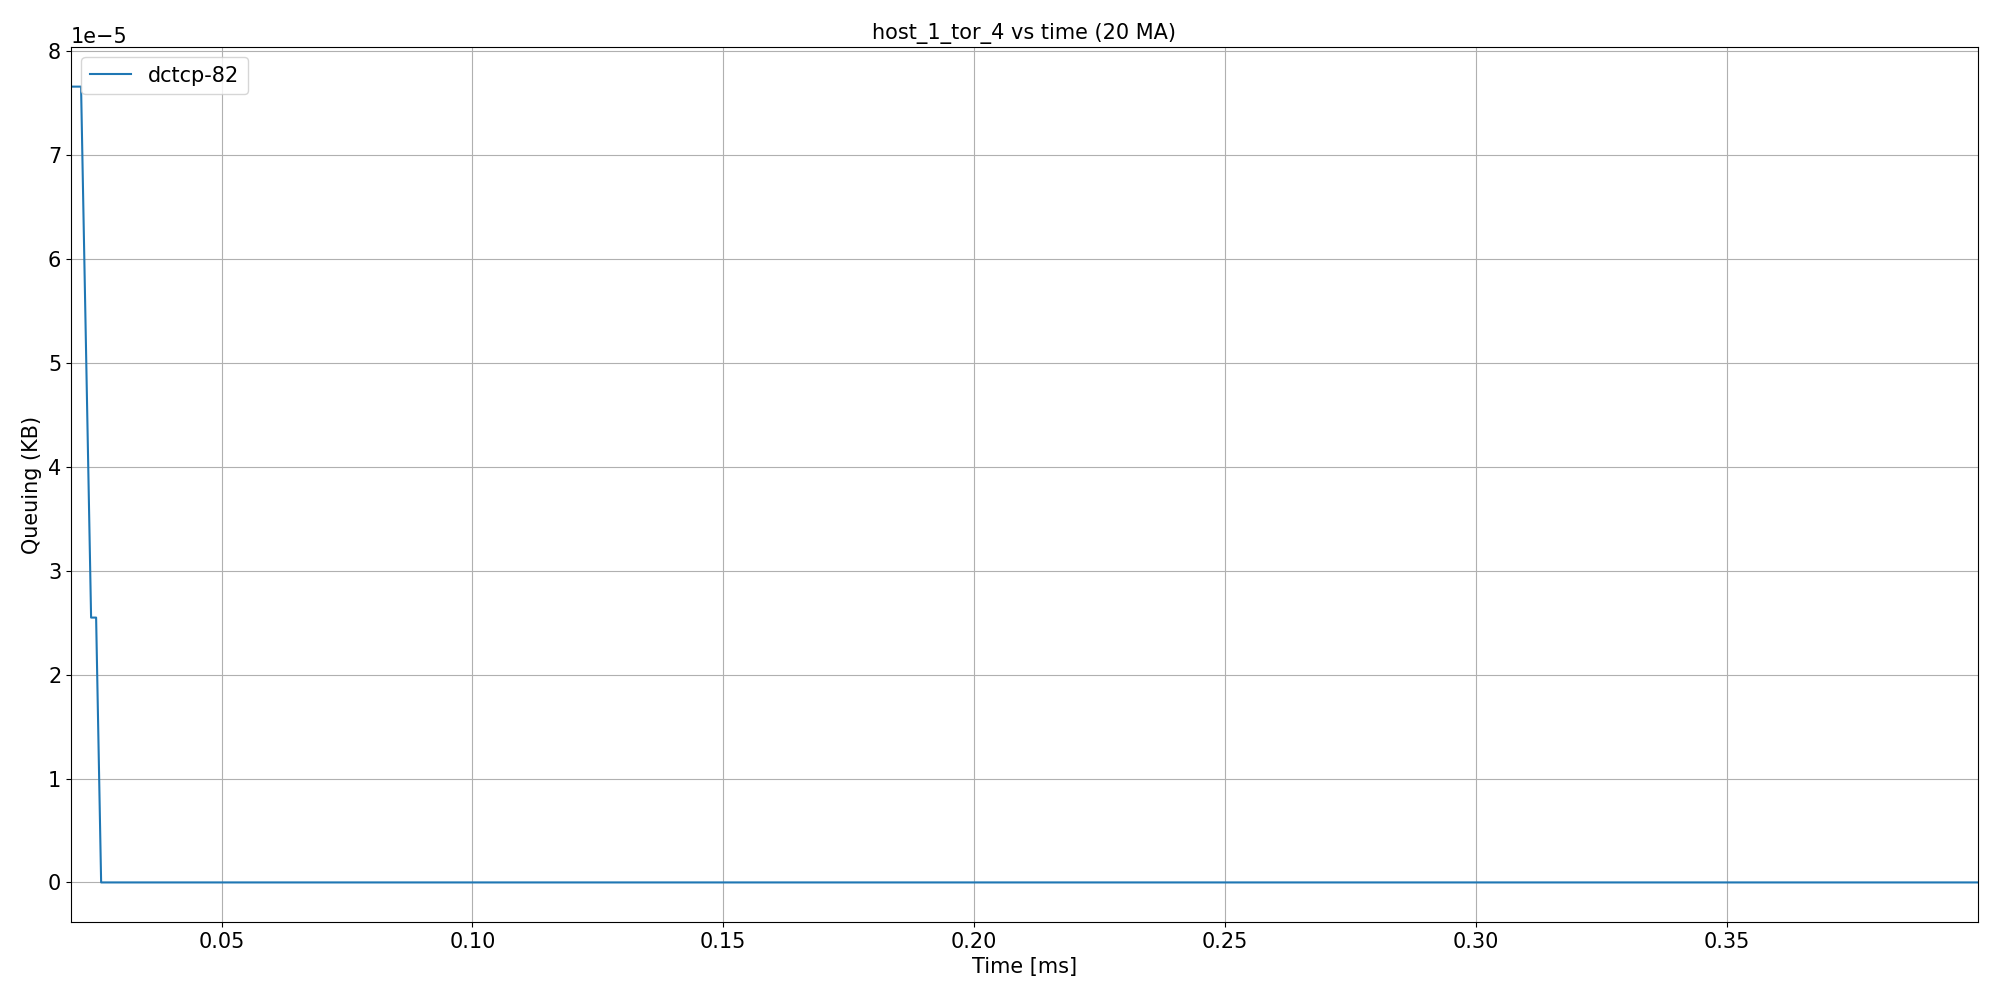 host_1_tor_4 vs time (20 MA)
1e−5
dctcp-82
8
7
6
5
4
3
2
1
0
Queuing (KB)
0.05 0.10 0.15 0.20 0.25 0.30 0.35
Time [ms]